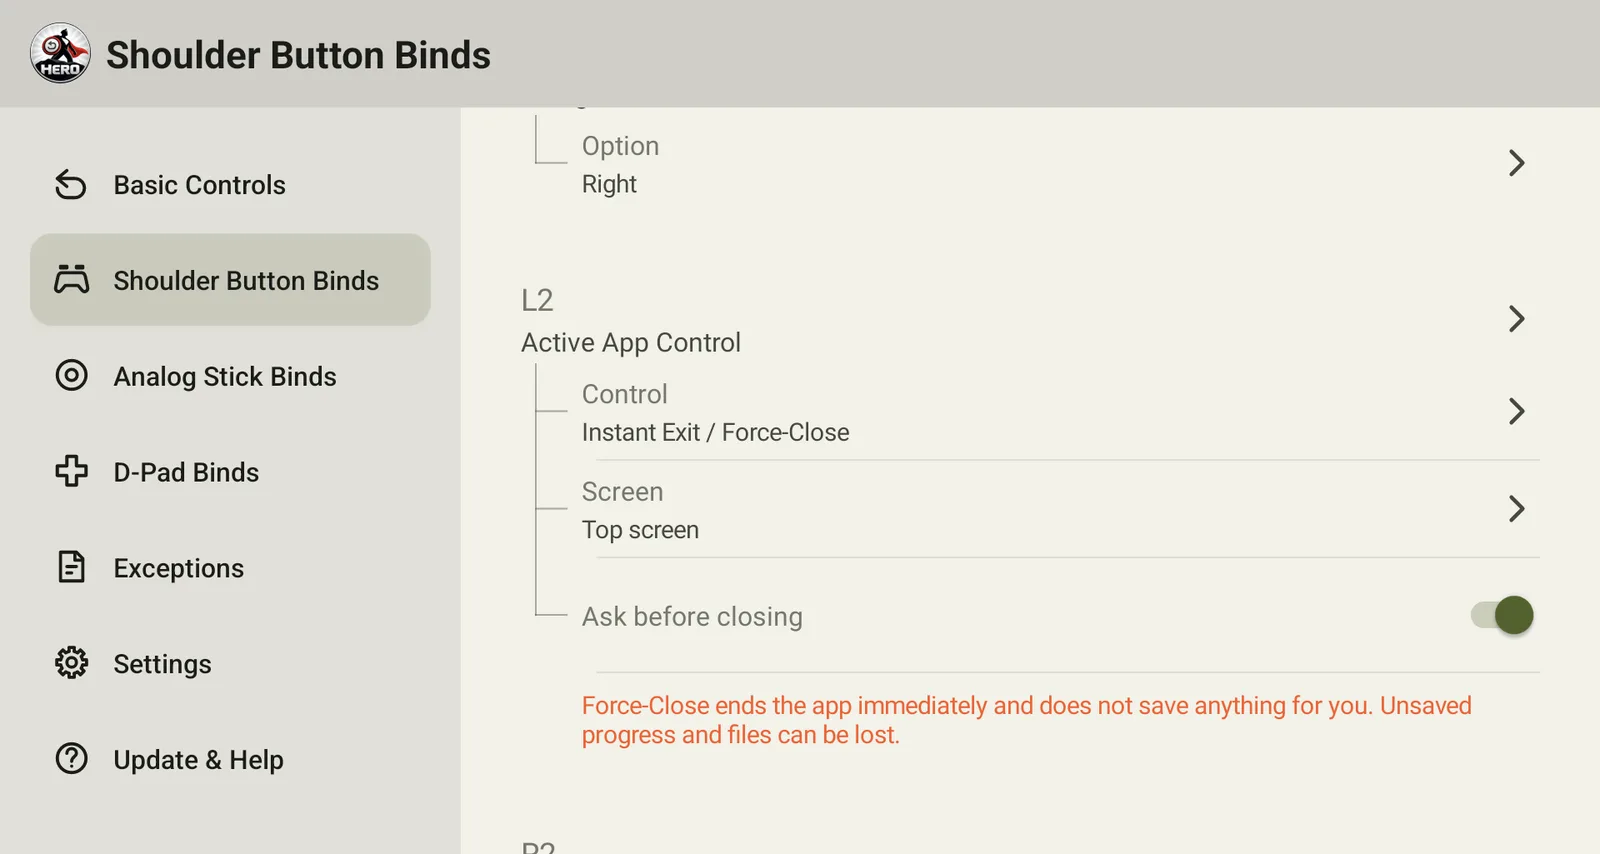 HERO
Shoulder Button Binds
Basic Controls
Shoulder Button Binds
Analog Stick Binds
D-Pad Binds
Exceptions
Settings
Update & Help
Option
Right
L2
Active App Control
Control
Instant Exit / Force-Close
Screen
Top screen
Ask before closing
Force-Close ends the app immediately and does not save anything for you. Unsaved
progress and files can be lost.